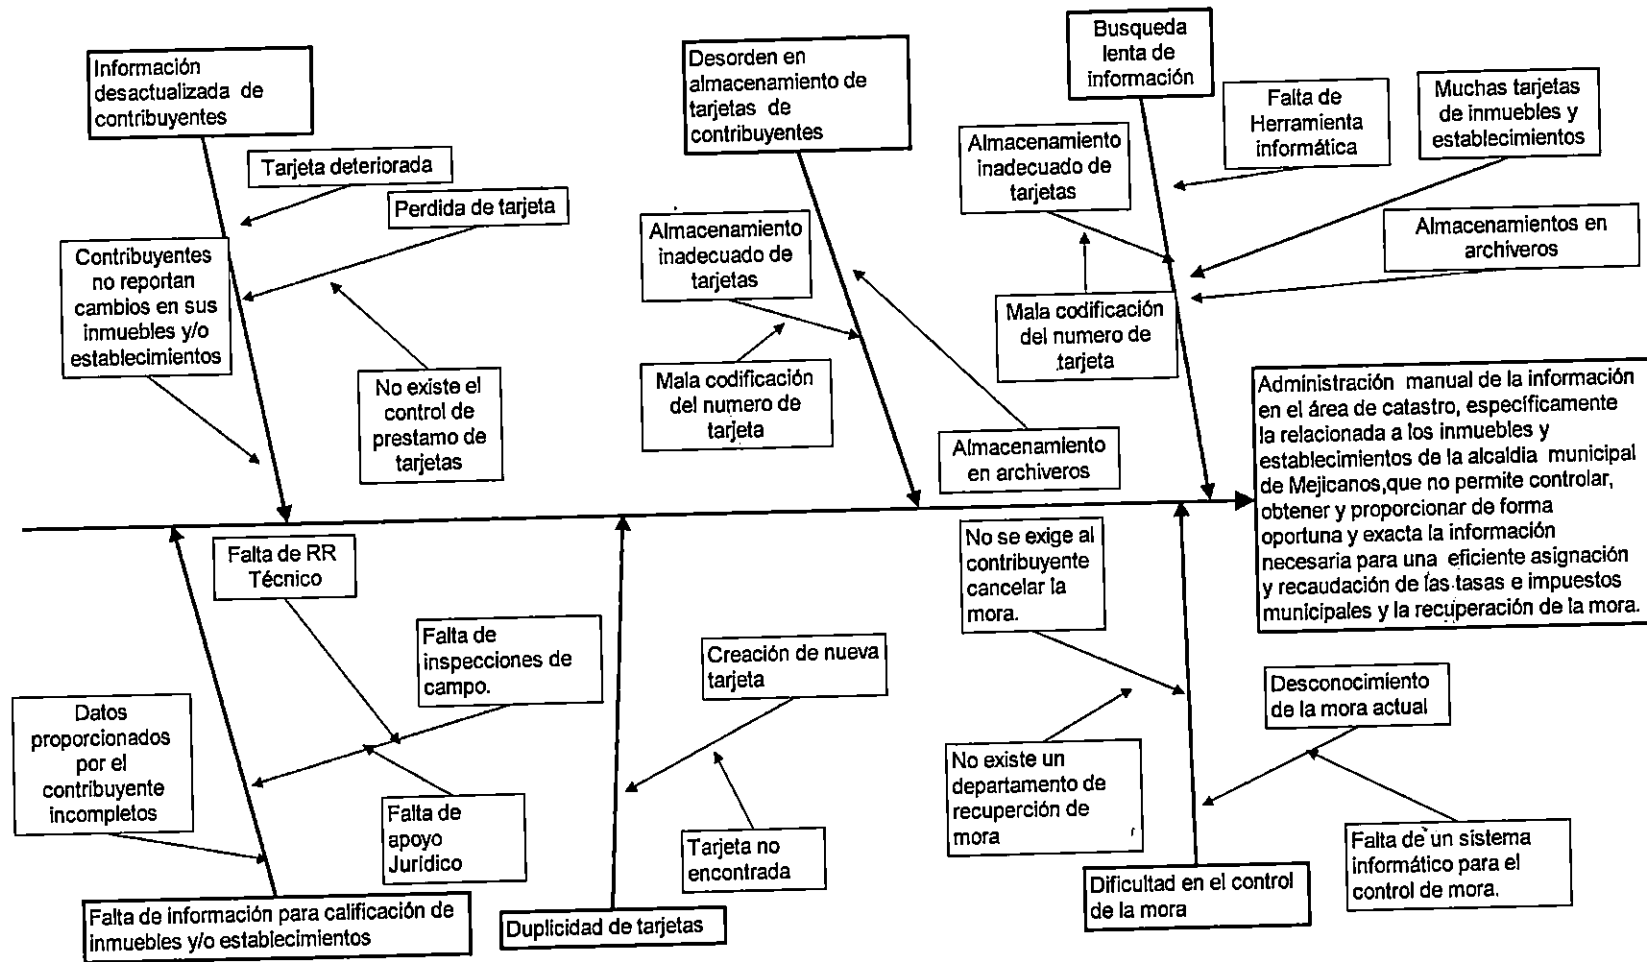 Información
desactualizada de
contribuyentes
Desorden en
almacenamiento de
tarjetas de
contribuyentes
Busqueda
lenta de
información
Tarjeta deteriorada
Perdida de tarjeta
Contribuyentes
no reportan
cambios en sus
inmuebles y/o
establecimientos
No existe el
control de
prestamo de
tarjetas
Almacenamiento
inadecuado de
tarjetas
Mala codificación
del numero de
tarjeta
Almacenamiento
en archiveros
Almacenamiento
inadecuado de
tarjetas
Falta de
Herramienta
informática
Muchas tarjetas
de inmuebles y
establecimientos
Almacenamientos en
archiveros
Mala codificación
del numero de
tarjeta
Administración manual de la información
en el área de catastro, específicamente
la relacionada a los inmuebles y
establecimientos de la alcaldia municipal
de Mejicanos,que no permite controlar,
obtener y proporcionar de forma
oportuna y exacta la información
necesaria para una eficiente asignación
y recaudación de las tasas e impuestos
municipales y la recuperación de la mora.
Falta de RR
Técnico
Falta de
inspecciones de
campo.
Datos
proporcionados
por el
contribuyente
incompletos
Falta de
apoyo
Jurídico
Creación de nueva
tarjeta
Tarjeta no
encontrada
No se exige al
contribuyente
cancelar la
mora.
No existe un
departamento de
recuperción de
mora
Desconocimiento
de la mora actual
Falta de un sistema
informático para el
control de mora.
Falta de información para calificación de
inmuebles y/o establecimientos
Duplicidad de tarjetas
Dificultad en el control
de la mora